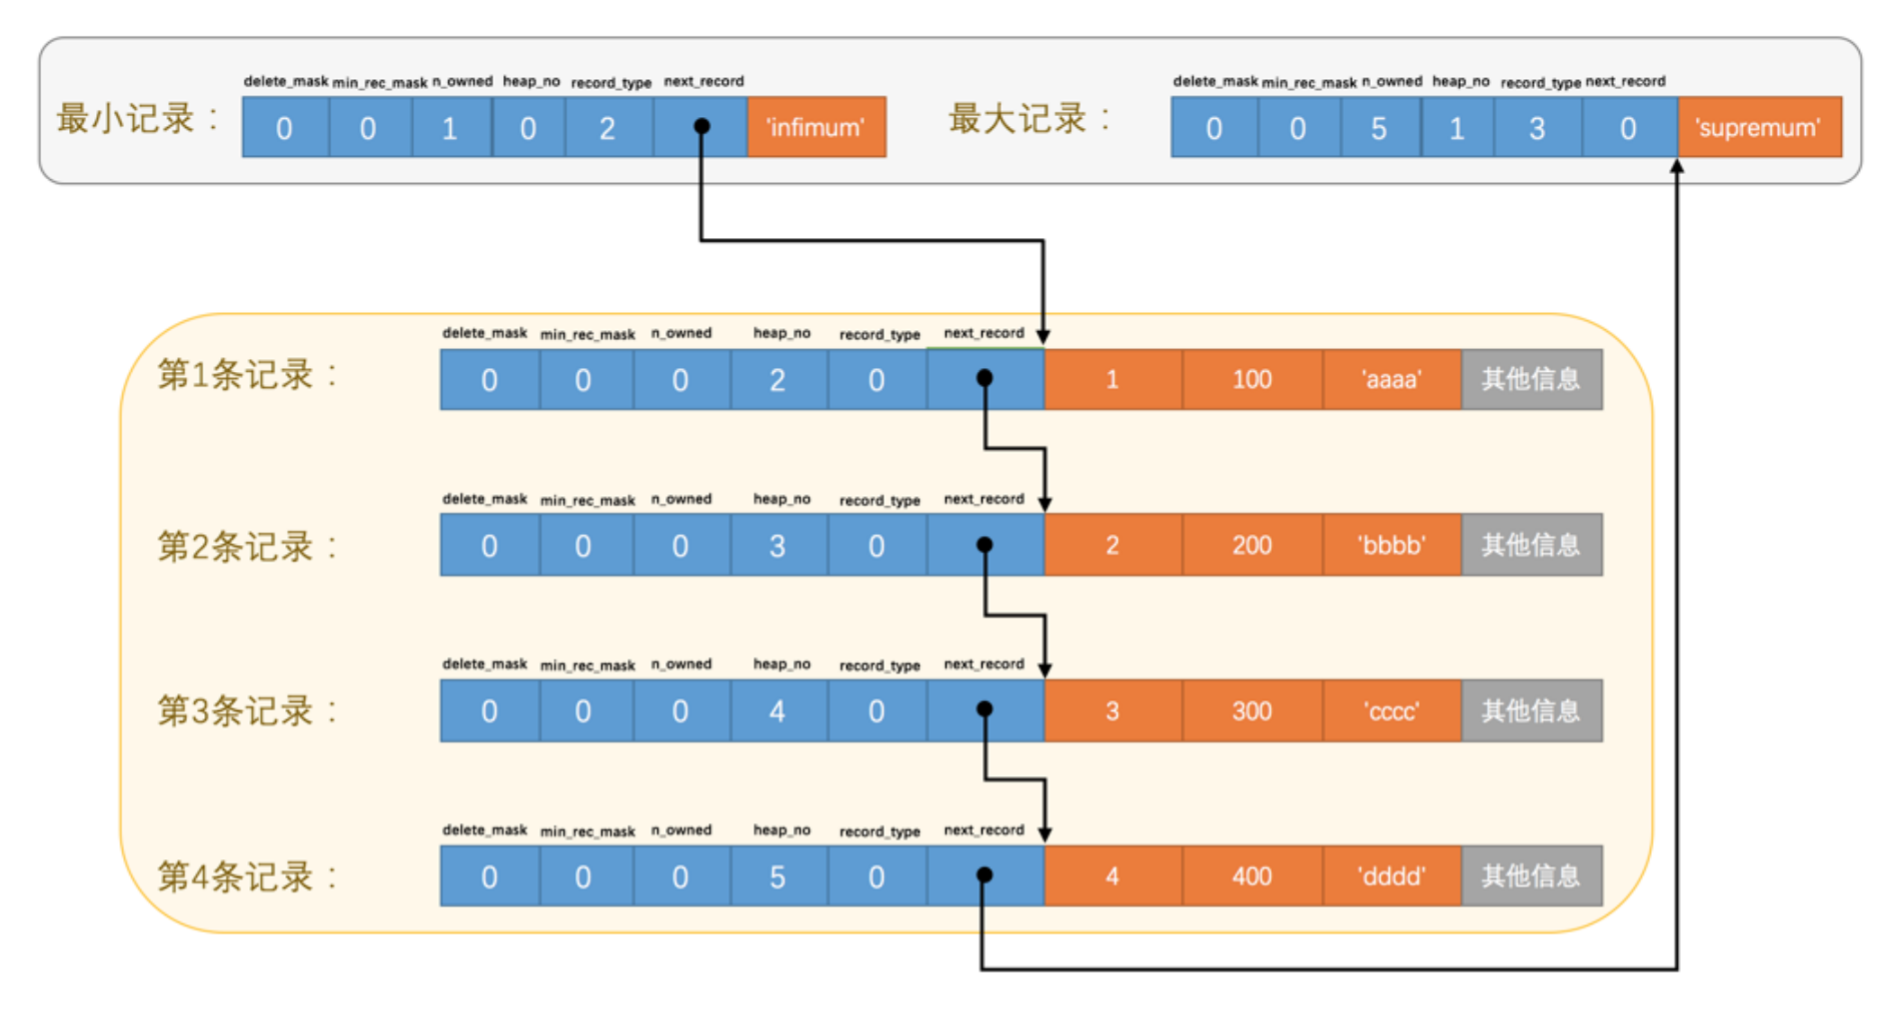 delete_mask min_rec_mask n_owned heap_no record_type next_record
最小记录： 0 0 1 0 2 'infimum'
delete_mask min_rec_mask n_owned heap_no record_type next_record
最大记录： 0 0 5 1 3 0 'supremum'
delete_mask min_rec_mask n_owned heap_no record_type next_record
第1条记录： 0 0 0 2 0 1 100 'aaaa' 其他信息
delete_mask min_rec_mask n_owned heap_no record_type next_record
第2条记录： 0 0 0 3 0 2 200 'bbbb' 其他信息
delete_mask min_rec_mask n_owned heap_no record_type next_record
第3条记录： 0 0 0 4 0 3 300 'cccc' 其他信息
delete_mask min_rec_mask n_owned heap_no record_type next_record
第4条记录： 0 0 0 5 0 4 400 'dddd' 其他信息